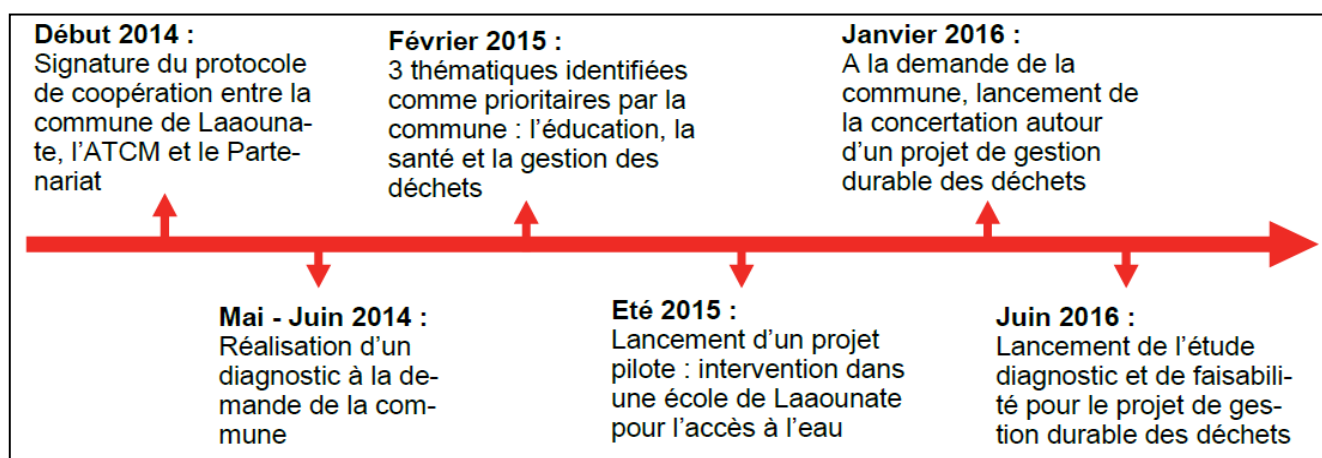 Début 2014 :
Signature du protocole
de coopération entre la
commune de Laaouna-
te, l’ATCM et le Parte-
nariat
Février 2015 :
3 thématiques identifiées
comme prioritaires par la
commune : l’éducation, la
santé et la gestion des
déchets
Janvier 2016 :
A la demande de la
commune, lancement de
la concertation autour
d’un projet de gestion
durable des déchets
Mai - Juin 2014 :
Réalisation d’un
diagnostic à la de-
mande de la com-
mune
Eté 2015 :
Lancement d’un projet
pilote : intervention dans
une école de Laaounate
pour l’accès à l’eau
Juin 2016 :
Lancement de l’étude
diagnostic et de faisabili-
té pour le projet de ges-
tion durable des déchets